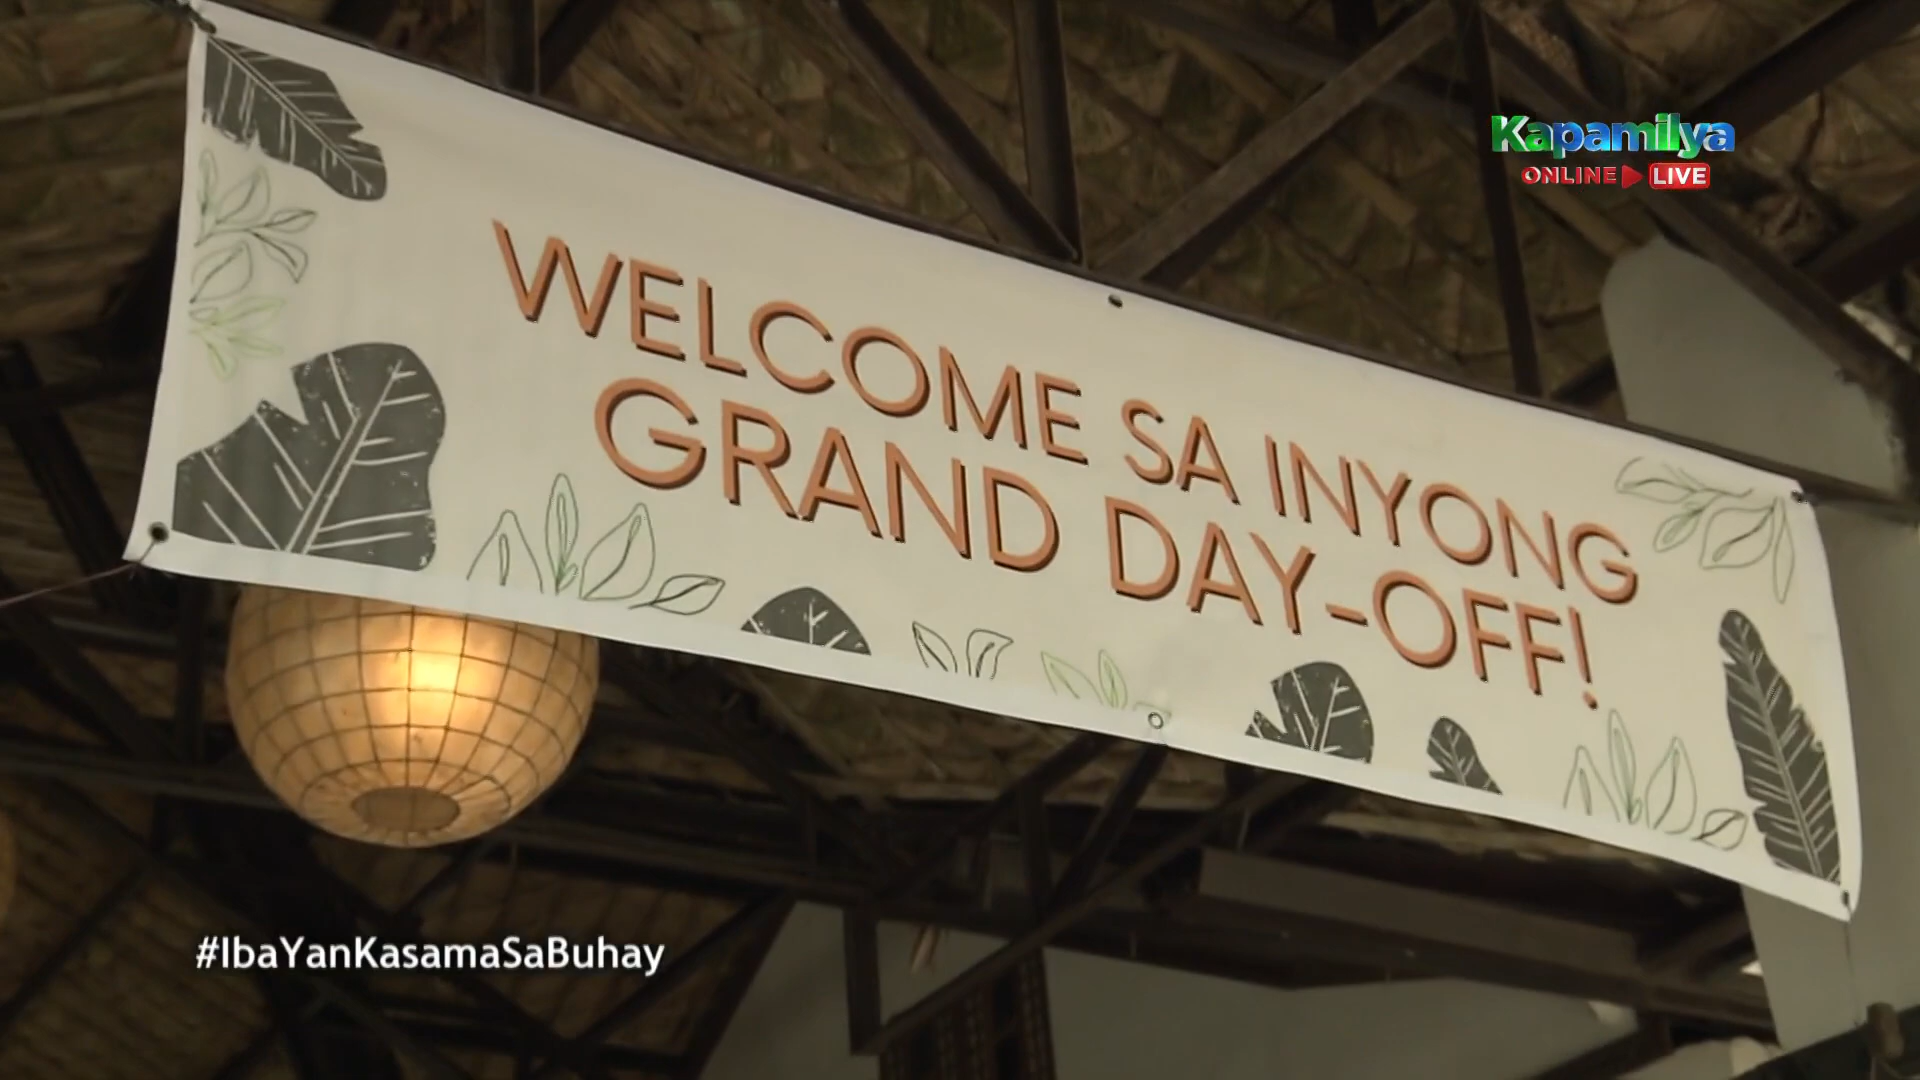 Kapamilya
ONLINE LIVE
WELCOME SA INYONG
GRAND DAY-OFF!
#IbaYanKasamaSaBuhay